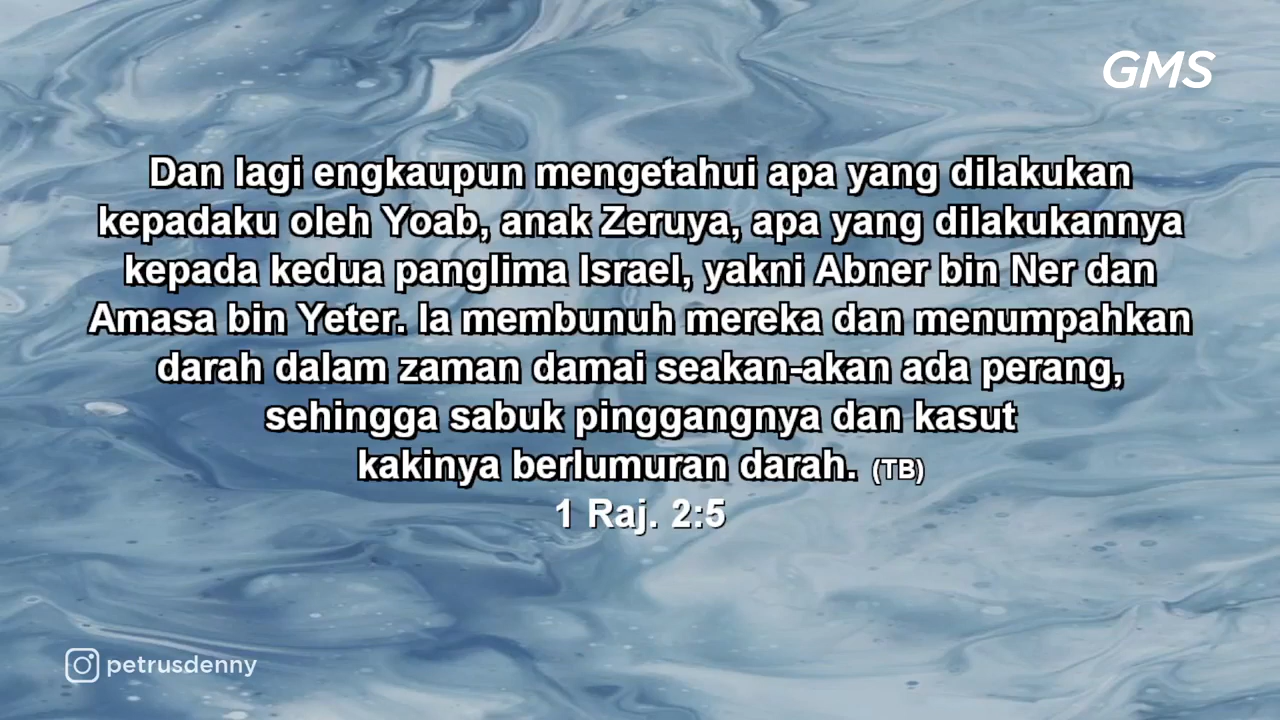 GMS
Dan lagi engkaupun mengetahui apa yang dilakukan
kepadaku oleh Yoab, anak Zeruya, apa yang dilakukannya
kepada kedua panglima Israel, yakni Abner bin Ner dan
Amasa bin Yeter. Ia membunuh mereka dan menumpahkan
darah dalam zaman damai seakan-akan ada perang,
sehingga sabuk pinggangnya dan kasut
kakinya berlumuran darah. (TB)
1 Raj. 2:5
petrusdenny